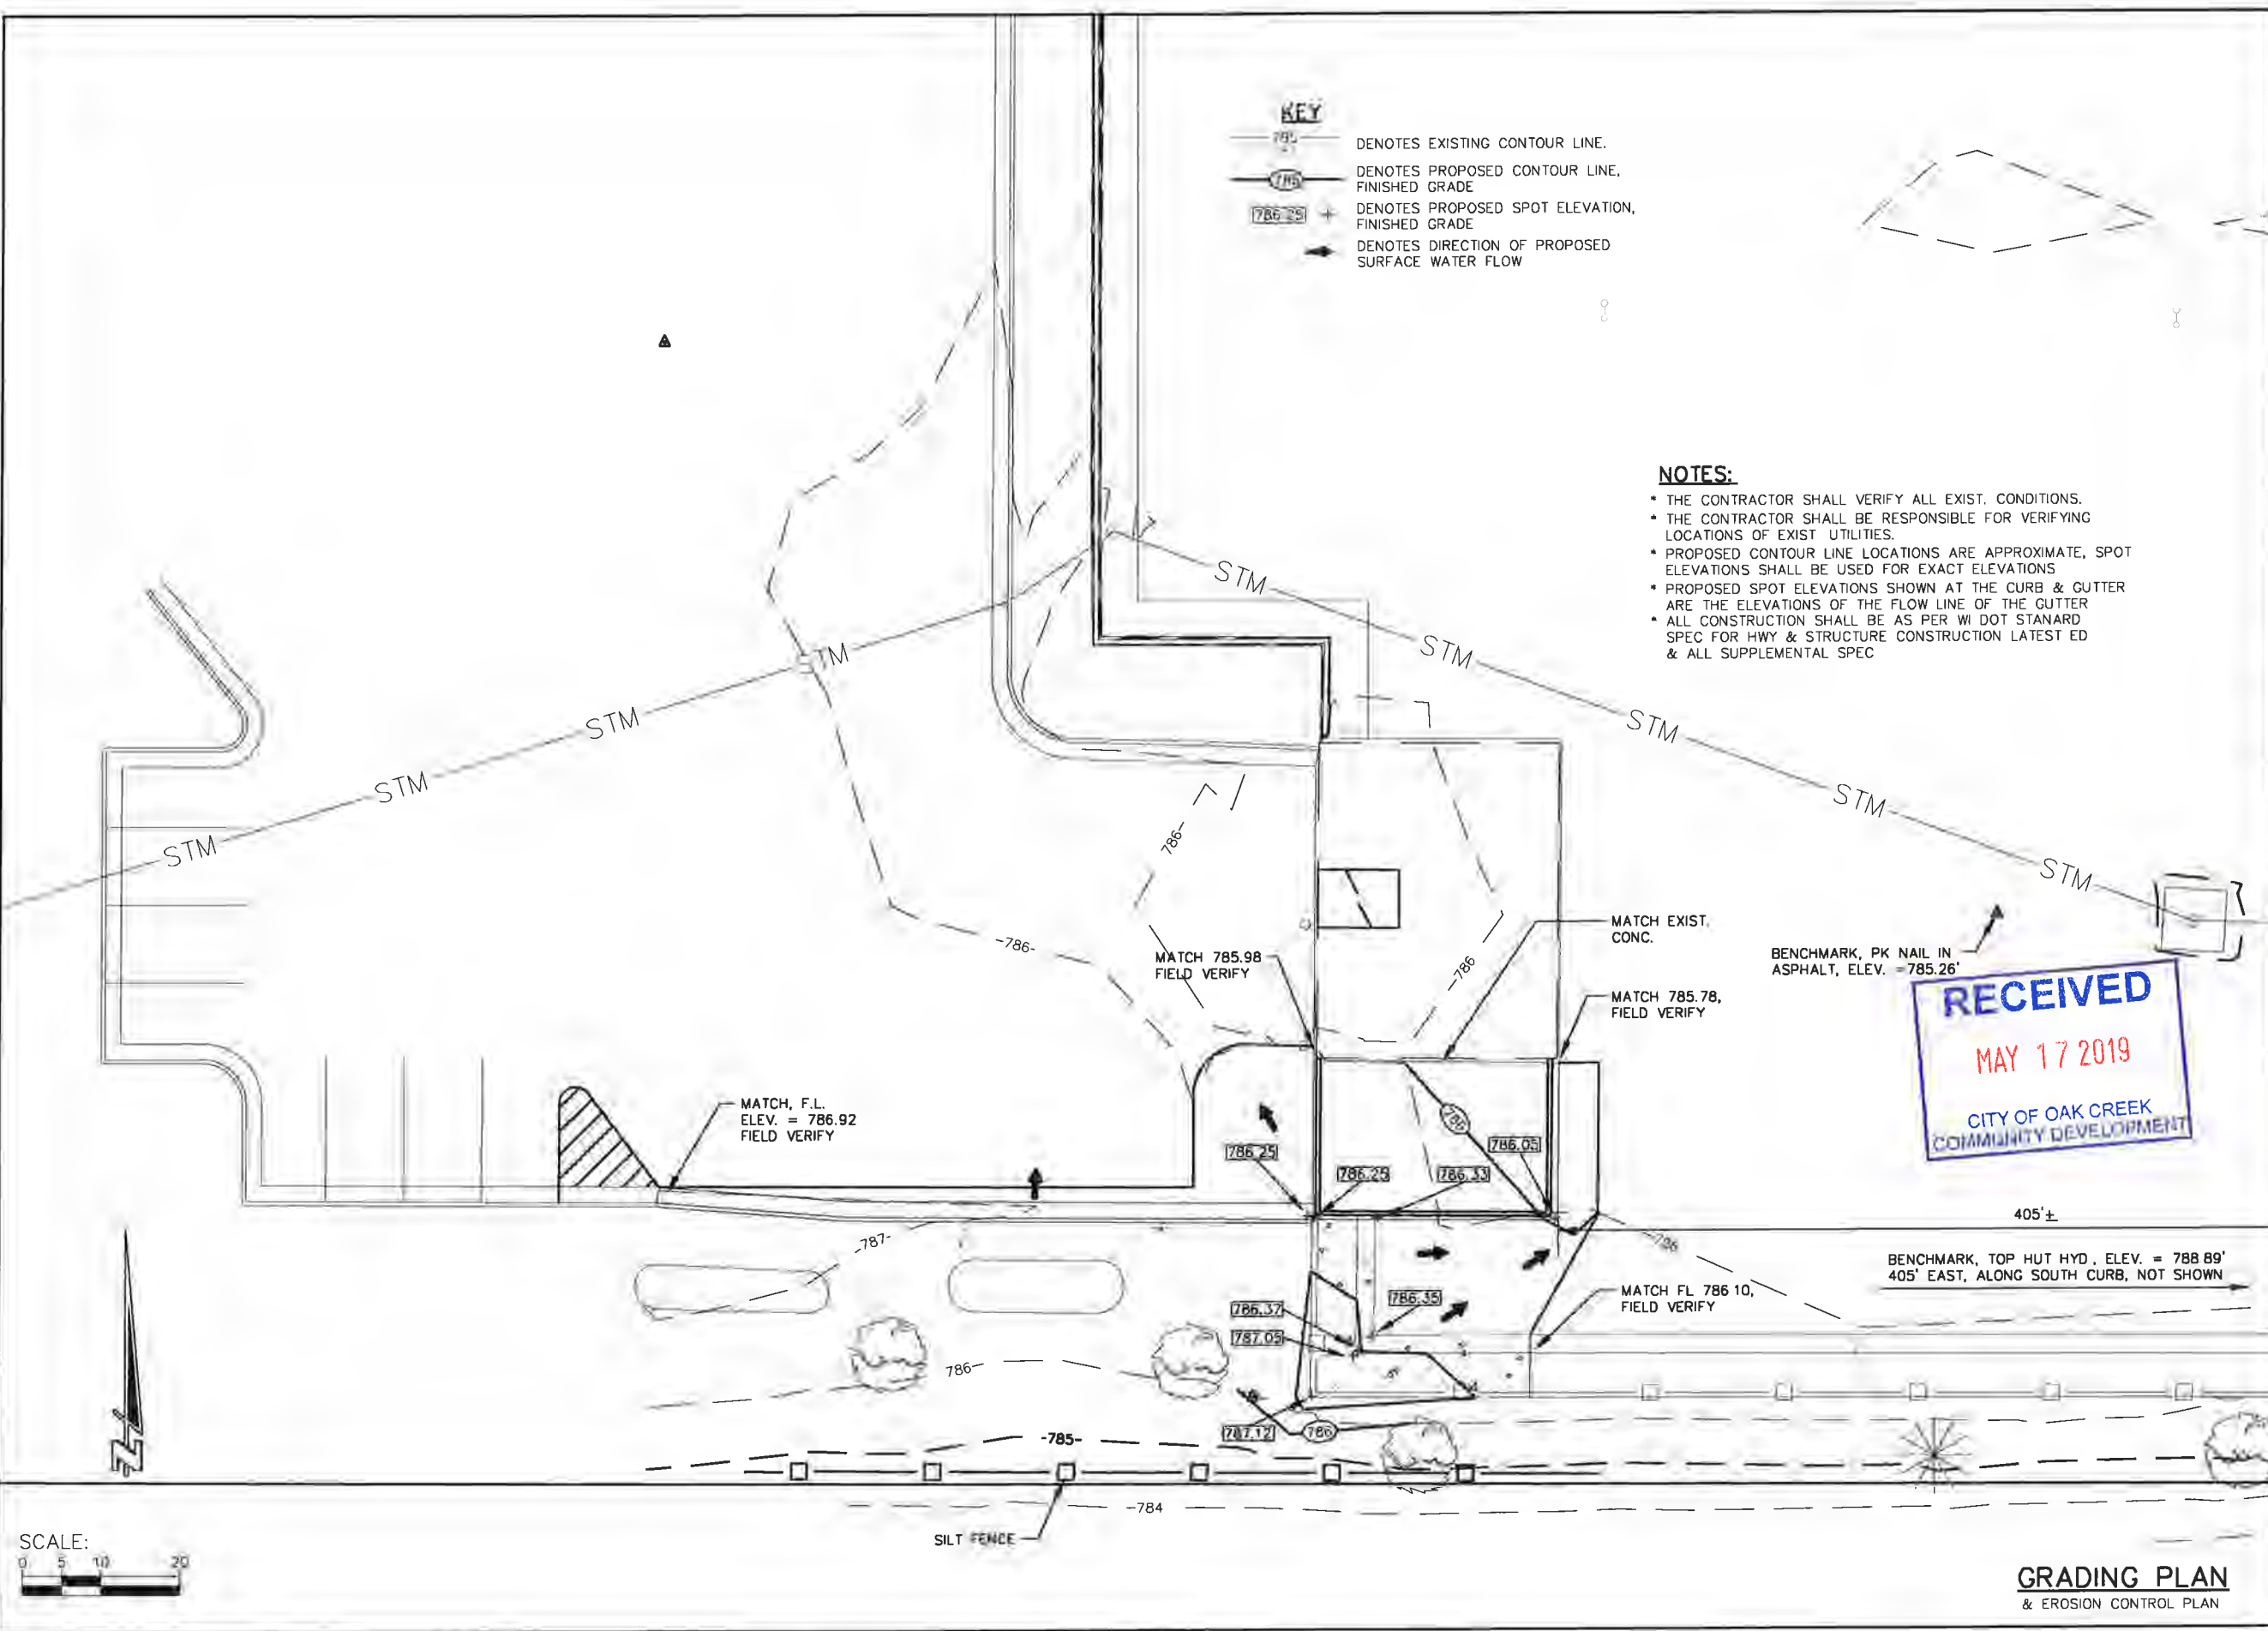 KEY
785
DENOTES EXISTING CONTOUR LINE.
785
DENOTES PROPOSED CONTOUR LINE,
FINISHED GRADE
786.25 +
DENOTES PROPOSED SPOT ELEVATION,
FINISHED GRADE
DENOTES DIRECTION OF PROPOSED
SURFACE WATER FLOW
NOTES:
* THE CONTRACTOR SHALL VERIFY ALL EXIST. CONDITIONS.
* THE CONTRACTOR SHALL BE RESPONSIBLE FOR VERIFYING
LOCATIONS OF EXIST UTILITIES.
* PROPOSED CONTOUR LINE LOCATIONS ARE APPROXIMATE, SPOT
ELEVATIONS SHALL BE USED FOR EXACT ELEVATIONS
* PROPOSED SPOT ELEVATIONS SHOWN AT THE CURB & GUTTER
ARE THE ELEVATIONS OF THE FLOW LINE OF THE GUTTER
* ALL CONSTRUCTION SHALL BE AS PER WI DOT STANARD
SPEC FOR HWY & STRUCTURE CONSTRUCTION LATEST ED
& ALL SUPPLEMENTAL SPEC
STM
STM
STM
STM
STM
STM
STM
STM
-786-
786-
-786
MATCH 785.98
FIELD VERIFY
MATCH EXIST.
CONC.
MATCH 785.78,
FIELD VERIFY
BENCHMARK, PK NAIL IN
ASPHALT, ELEV. =785.26'
RECEIVED
MAY 17 2019
CITY OF OAK CREEK
COMMUNITY DEVELOPMENT
MATCH, F.L.
ELEV. = 786.92
FIELD VERIFY
786
786.25
786.05
786.25
786.33
-787-
-786
405'±
BENCHMARK, TOP HUT HYD, ELEV. = 788 89'
405' EAST, ALONG SOUTH CURB, NOT SHOWN
MATCH FL 786 10,
FIELD VERIFY
786.37
786.35
787.05
786-
787.12
786
-785-
-784
SILT FENCE
N
SCALE:
0 5 10 20
GRADING PLAN
& EROSION CONTROL PLAN